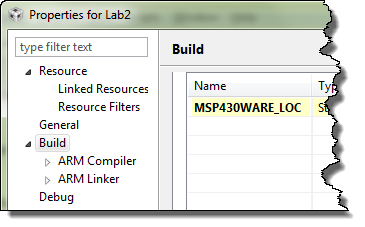 Properties for Lab2
type filter text
Build
Resource
Linked Resources
Resource Filters
General
Build
ARM Compiler
ARM Linker
Debug
Name
MSP430WARE_LOC